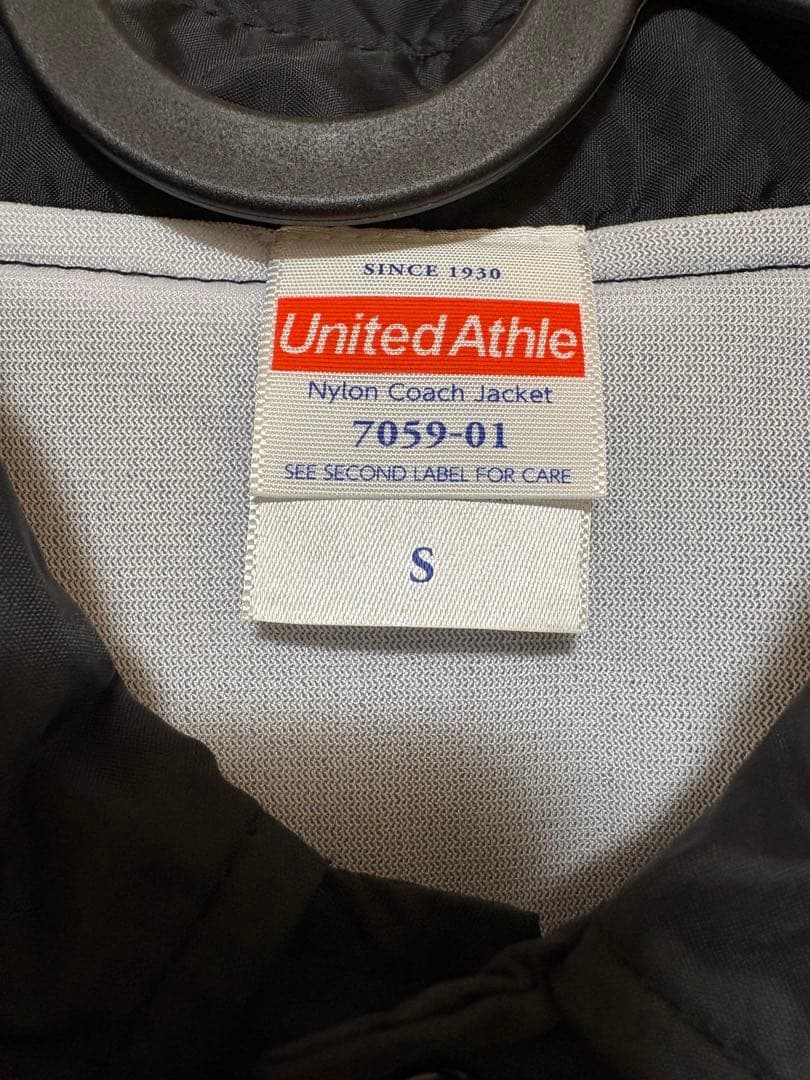 SINCE 1930
United Athle
Nylon Coach Jacket
7059-01
SEE SECOND LABEL FOR CARE
S